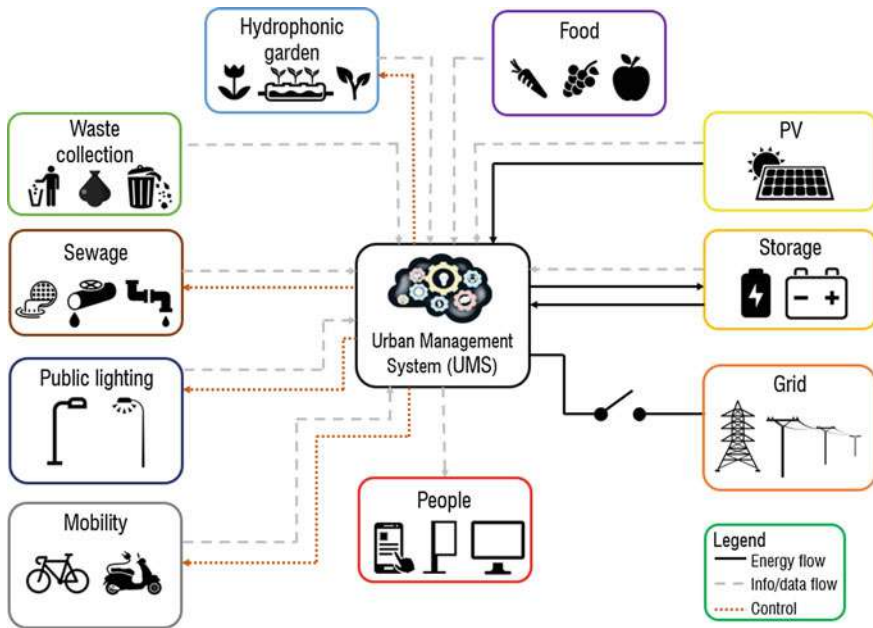 Hydrophonic
garden
Food
Waste
collection
PV
Sewage
Storage
Urban Management
System (UMS)
Public lighting
Grid
People
Mobility
Legend
Energy flow
Info/data flow
Control